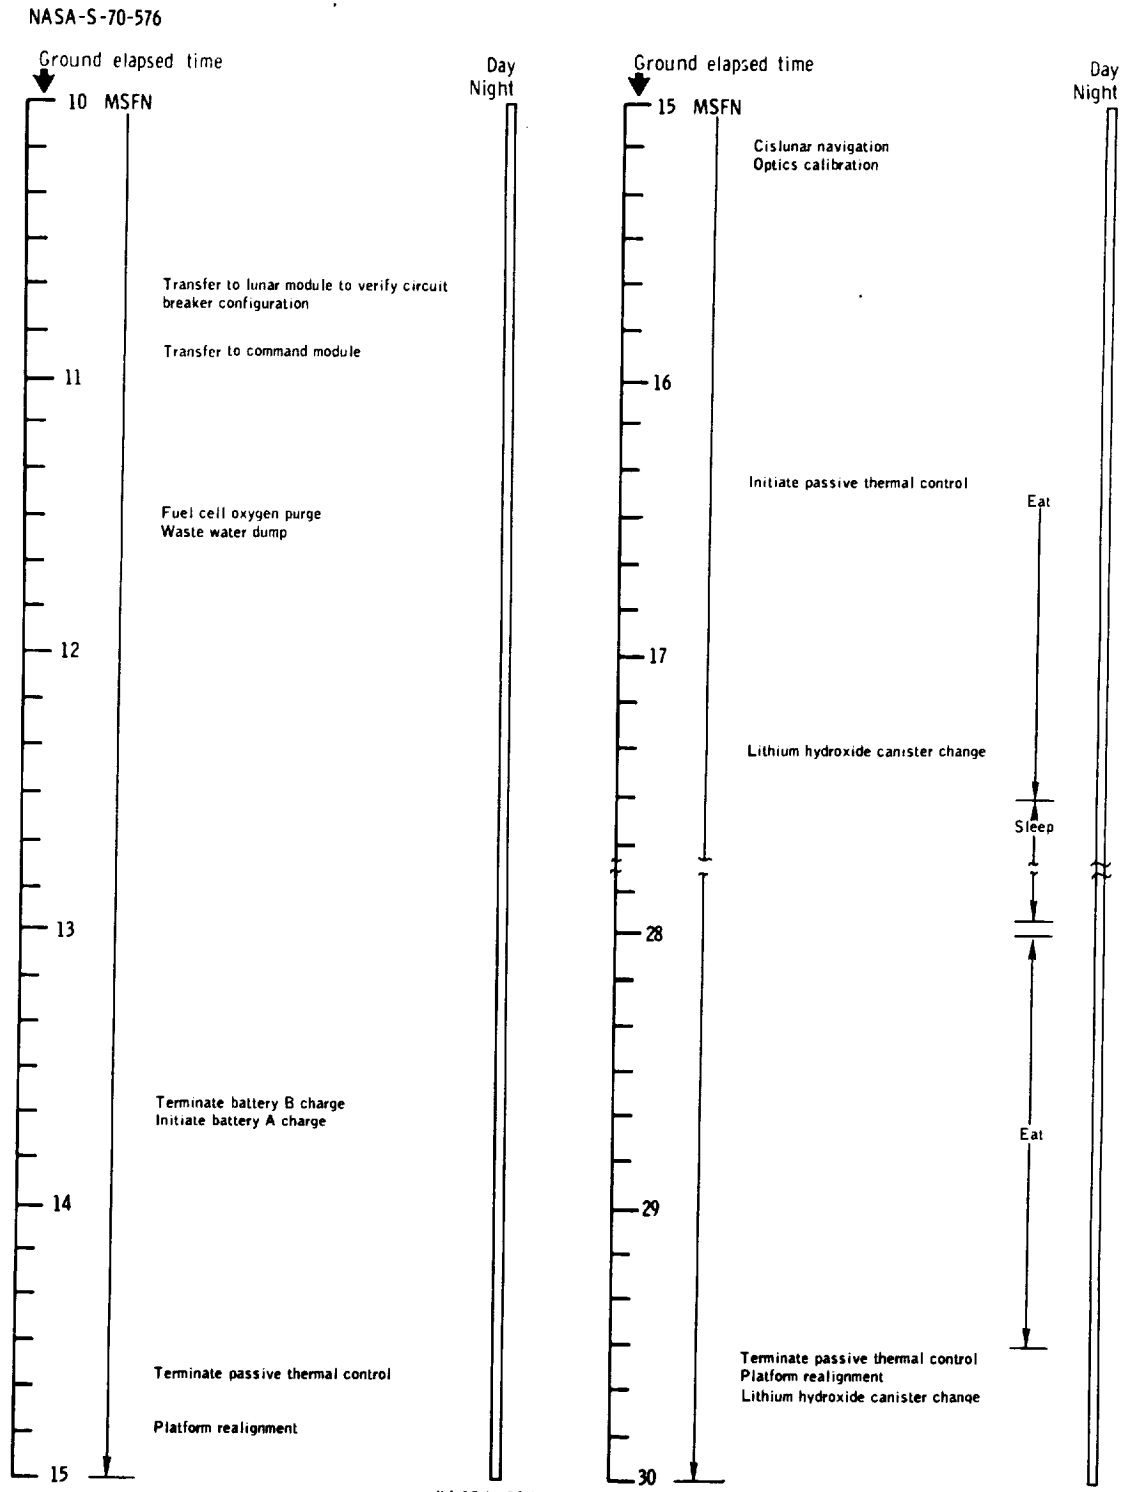 NASA-S-70-576
Ground elapsed time
Day
Night
10 MSFN
Transfer to lunar module to verify circuit
breaker configuration
Transfer to command module
11
Fuel cell oxygen purge
Waste water dump
12
13
Terminate battery B charge
Initiate battery A charge
14
Terminate passive thermal control
Platform realignment
15
Ground elapsed time
Day
Night
15 MSFN
Cislunar navigation
Optics calibration
16
Initiate passive thermal control
Eat
17
Lithium hydroxide canister change
Sleep
28
Eat
29
Terminate passive thermal control
Platform realignment
Lithium hydroxide canister change
30